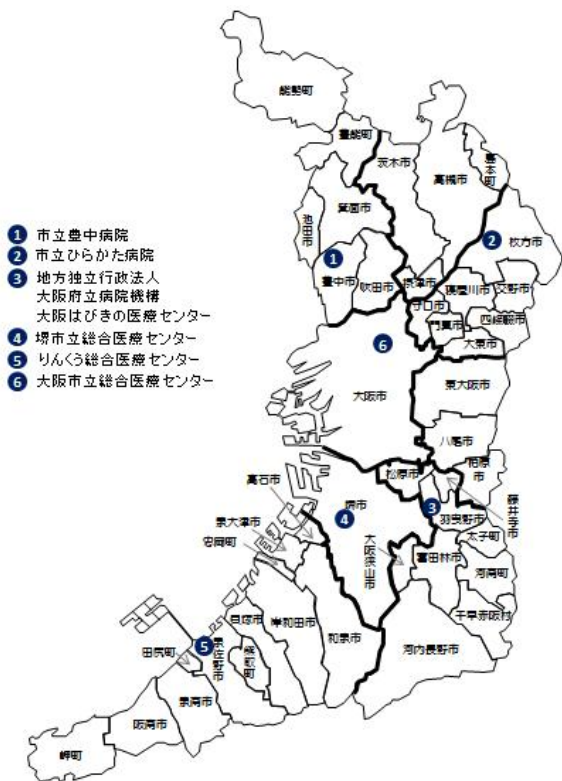 1 市立豊中病院
2 市立ひらかた病院
3 地方独立行政法人
大阪府立病院機構
大阪はびきの医療センター
4 堺市立総合医療センター
5 りんくう総合医療センター
6 大阪市立総合医療センター
能勢町
豊能町
茨木市
高槻市
島本町
箕面市
池田市
1
豊中市
吹田市
摂津市
2
枚方市
寝屋川市
交野市
守口市
門真市
四條畷市
大東市
6
大阪市
東大阪市
八尾市
柏原市
松原市
藤井寺市
3
羽曳野市
堺市
4
高石市
泉大津市
忠岡町
大阪狭山市
富田林市
太子町
河南町
千早赤阪村
河内長野市
和泉市
岸和田市
貝塚市
熊取町
5
泉佐野市
田尻町
泉南市
阪南市
岬町